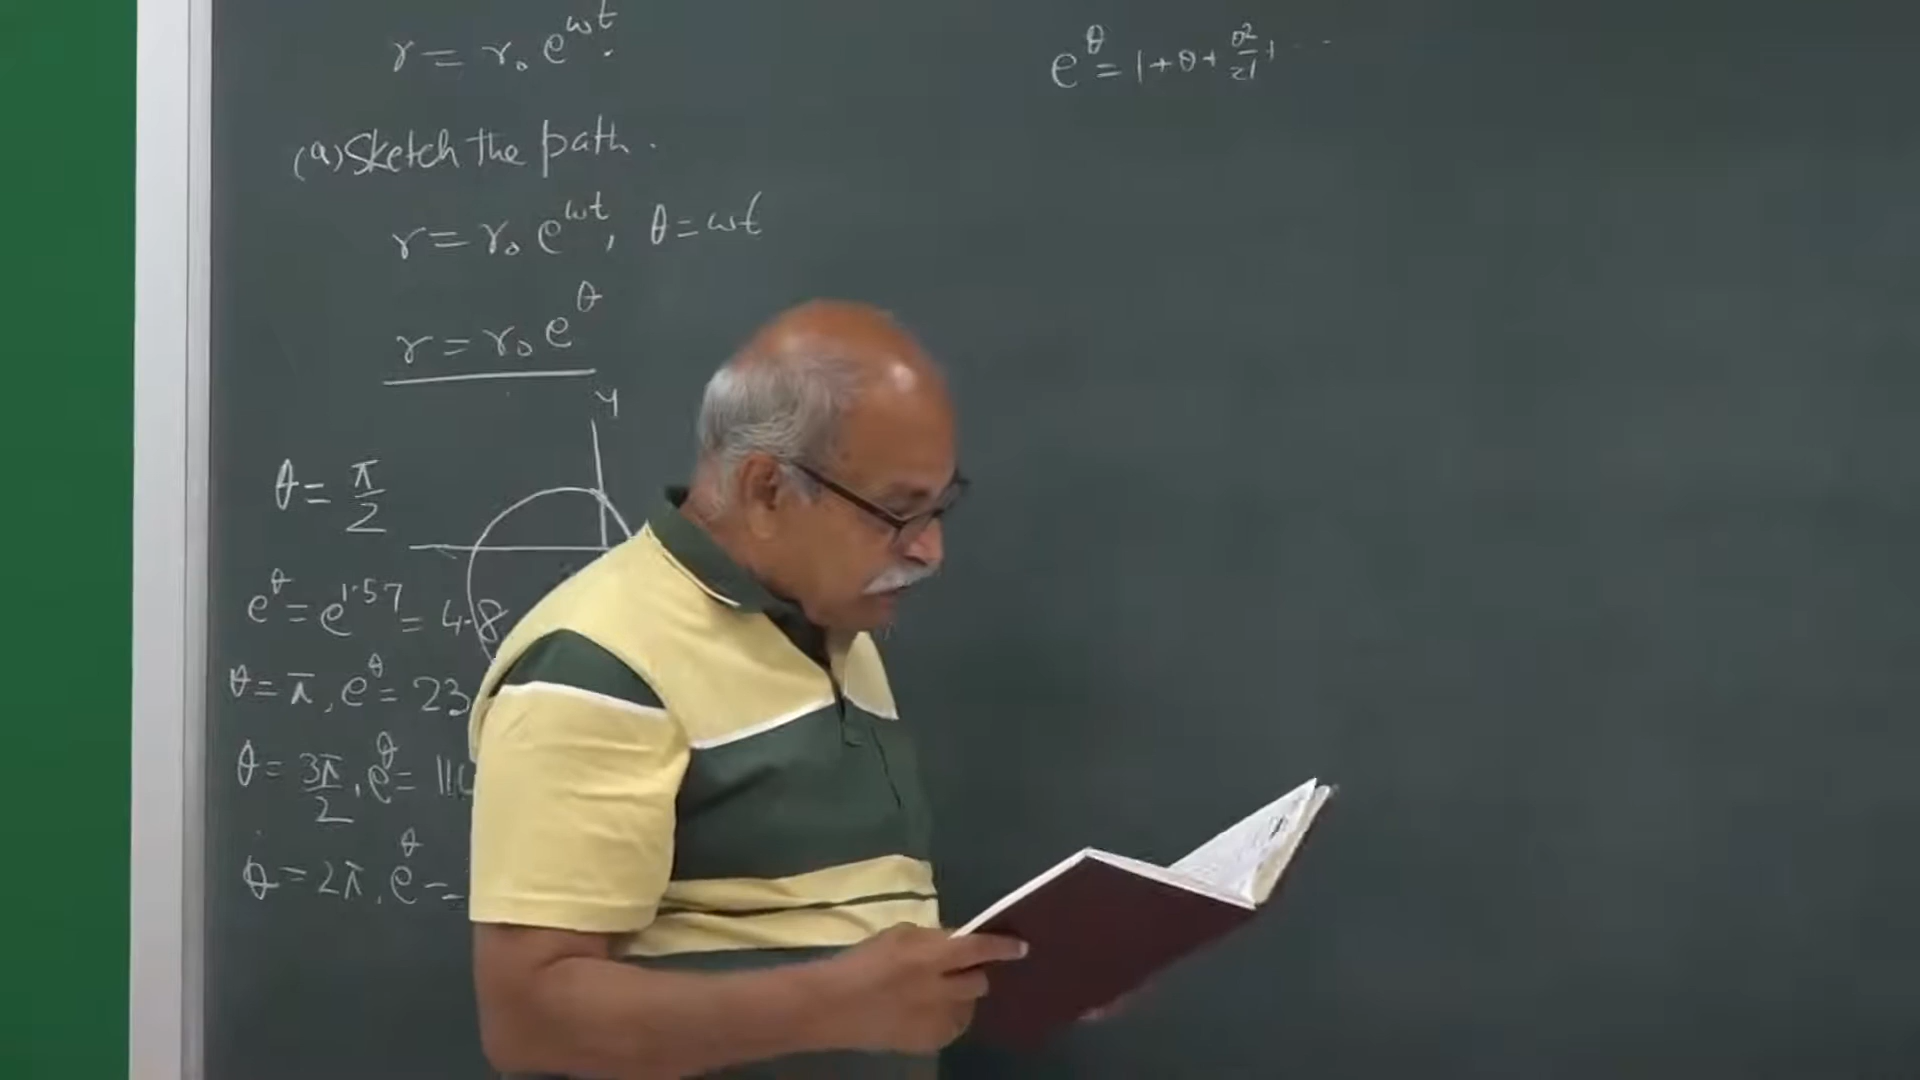 r = r₀ e^{ωt}.
(a) Sketch the path.
r = r₀ e^{ωt}, θ = ωt
r = r₀ e^θ
y
θ = π/2
e^θ = e^{1.57} = 4.8
θ = π, e^θ = 23
θ = 3π/2, e^θ = 11
θ = 2π, e^θ =
e^θ = 1 + θ + θ²/2! + ...